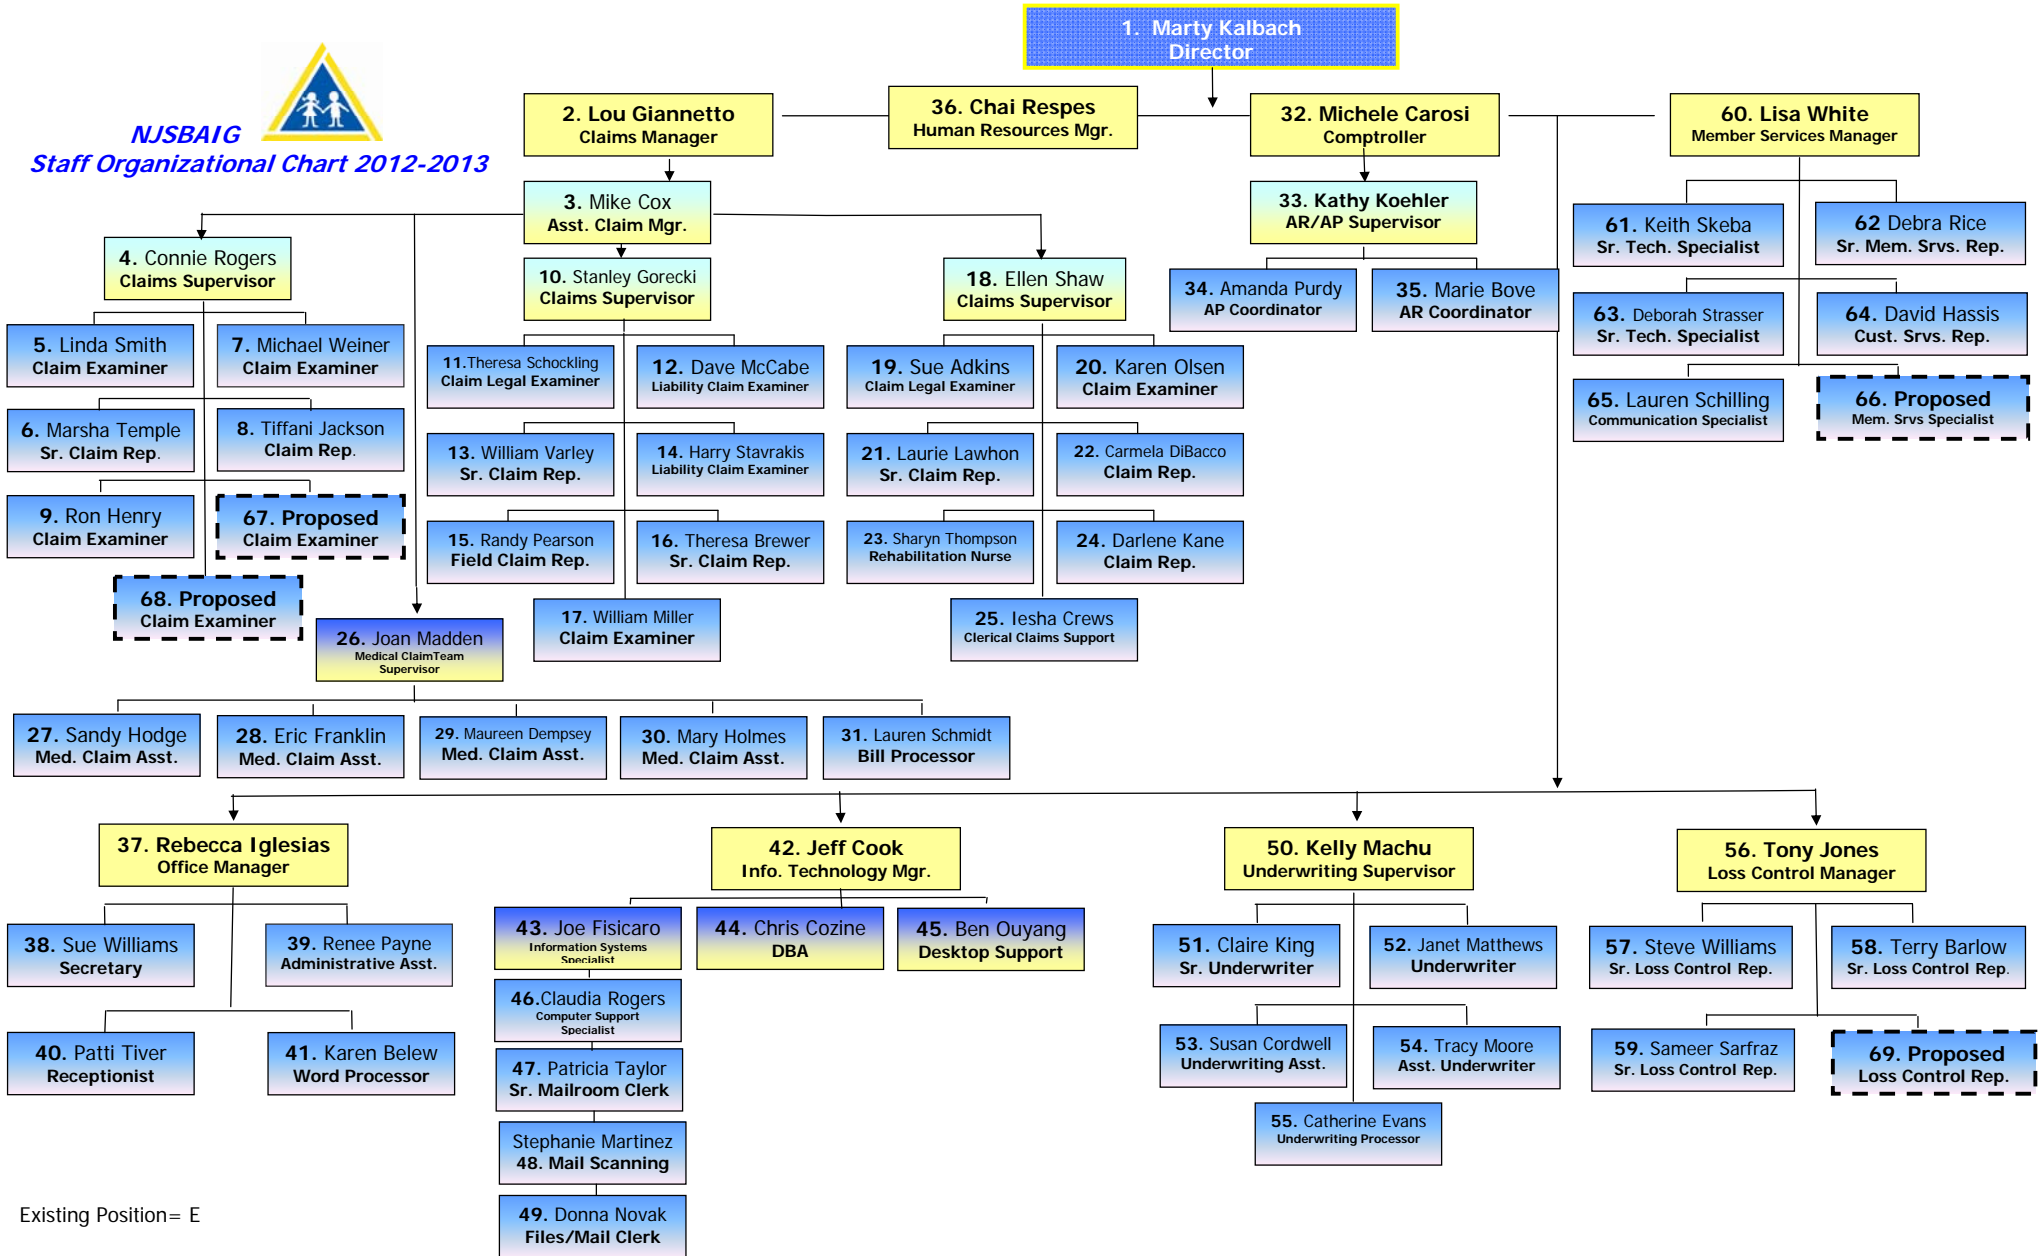 1. Marty Kalbach
Director
NJSBAIG
Staff Organizational Chart 2012-2013
2. Lou Giannetto
Claims Manager
36. Chai Respes
Human Resources Mgr.
32. Michele Carosi
Comptroller
60. Lisa White
Member Services Manager
3. Mike Cox
Asst. Claim Mgr.
33. Kathy Koehler
AR/AP Supervisor
61. Keith Skeba
Sr. Tech. Specialist
62 Debra Rice
Sr. Mem. Srvs. Rep.
4. Connie Rogers
Claims Supervisor
10. Stanley Gorecki
Claims Supervisor
18. Ellen Shaw
Claims Supervisor
34. Amanda Purdy
AP Coordinator
35. Marie Bove
AR Coordinator
63. Deborah Strasser
Sr. Tech. Specialist
64. David Hassis
Cust. Srvs. Rep.
5. Linda Smith
Claim Examiner
7. Michael Weiner
Claim Examiner
11.Theresa Schockling
Claim Legal Examiner
12. Dave McCabe
Liability Claim Examiner
19. Sue Adkins
Claim Legal Examiner
20. Karen Olsen
Claim Examiner
65. Lauren Schilling
Communication Specialist
66. Proposed
Mem. Srvs Specialist
6. Marsha Temple
Sr. Claim Rep.
8. Tiffani Jackson
Claim Rep.
13. William Varley
Sr. Claim Rep.
14. Harry Stavrakis
Liability Claim Examiner
21. Laurie Lawhon
Sr. Claim Rep.
22. Carmela DiBacco
Claim Rep.
9. Ron Henry
Claim Examiner
67. Proposed
Claim Examiner
15. Randy Pearson
Field Claim Rep.
16. Theresa Brewer
Sr. Claim Rep.
23. Sharyn Thompson
Rehabilitation Nurse
24. Darlene Kane
Claim Rep.
68. Proposed
Claim Examiner
17. William Miller
Claim Examiner
25. Iesha Crews
Clerical Claims Support
26. Joan Madden
Medical ClaimTeam
Supervisor
27. Sandy Hodge
Med. Claim Asst.
28. Eric Franklin
Med. Claim Asst.
29. Maureen Dempsey
Med. Claim Asst.
30. Mary Holmes
Med. Claim Asst.
31. Lauren Schmidt
Bill Processor
37. Rebecca Iglesias
Office Manager
42. Jeff Cook
Info. Technology Mgr.
50. Kelly Machu
Underwriting Supervisor
56. Tony Jones
Loss Control Manager
38. Sue Williams
Secretary
39. Renee Payne
Administrative Asst.
43. Joe Fisicaro
Information Systems
Specialist
44. Chris Cozine
DBA
45. Ben Ouyang
Desktop Support
51. Claire King
Sr. Underwriter
52. Janet Matthews
Underwriter
57. Steve Williams
Sr. Loss Control Rep.
58. Terry Barlow
Sr. Loss Control Rep.
46.Claudia Rogers
Computer Support
Specialist
40. Patti Tiver
Receptionist
41. Karen Belew
Word Processor
47. Patricia Taylor
Sr. Mailroom Clerk
53. Susan Cordwell
Underwriting Asst.
54. Tracy Moore
Asst. Underwriter
59. Sameer Sarfraz
Sr. Loss Control Rep.
69. Proposed
Loss Control Rep.
Stephanie Martinez
48. Mail Scanning
55. Catherine Evans
Underwriting Processor
49. Donna Novak
Files/Mail Clerk
Existing Position= E